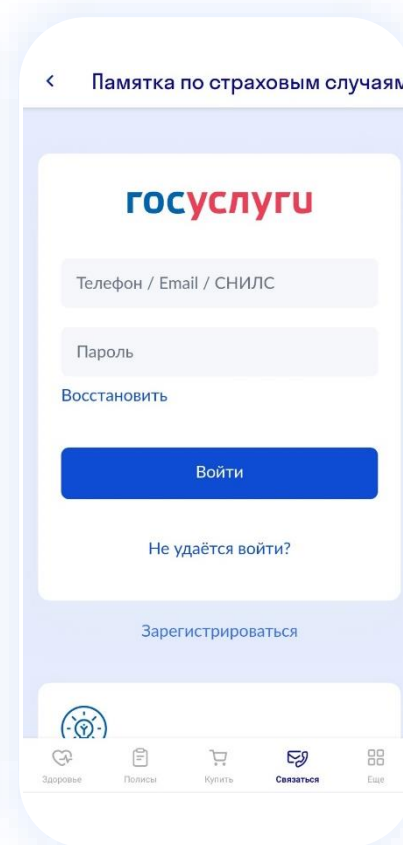 Памятка по страховым случаям
госуслуги
Телефон / Email / СНИЛС
Пароль
Восстановить
Войти
Не удаётся войти?
Зарегистрироваться
Здоровье Полисы Купить Связаться Еще